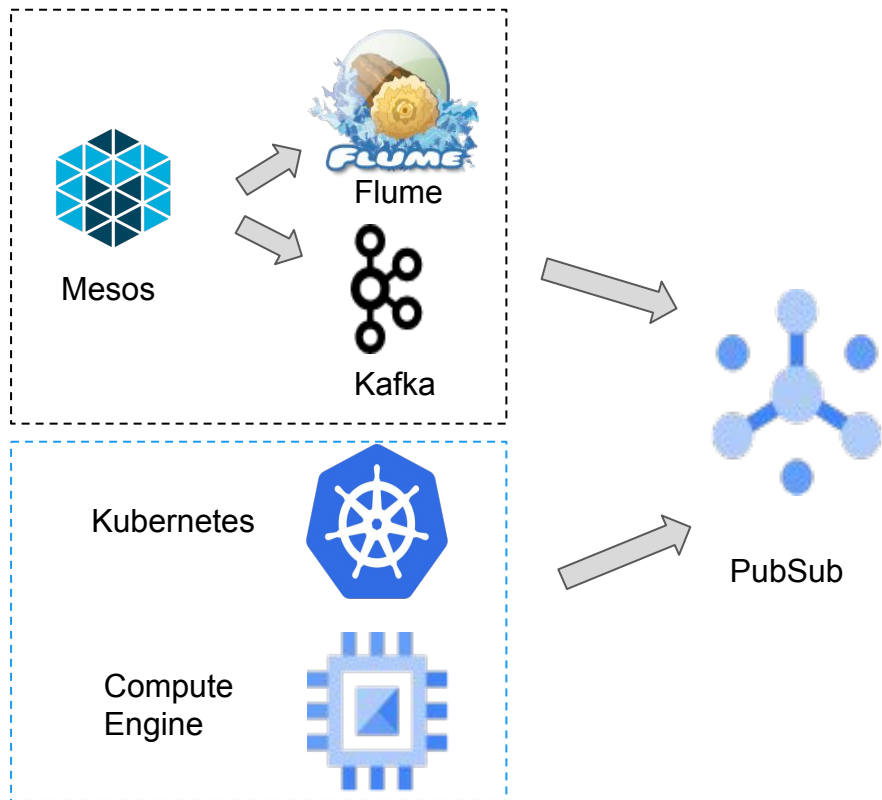 FLUME
Flume
Mesos
Kafka
Kubernetes
Compute
Engine
PubSub